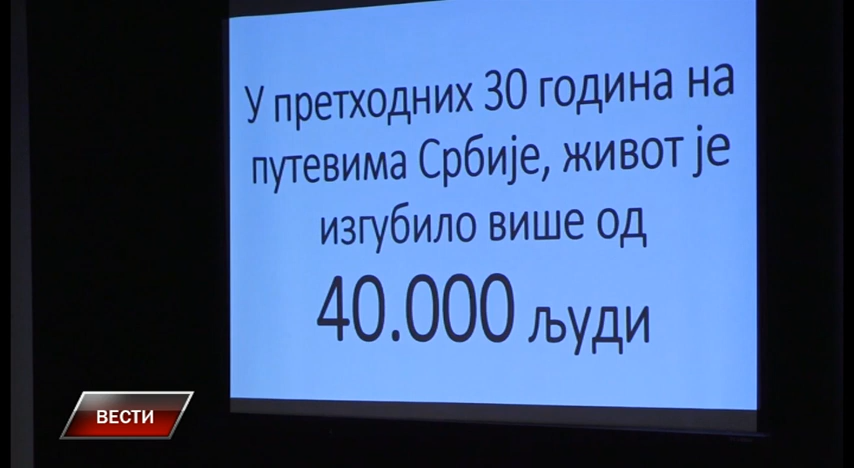 У претходних 30 година на
путевима Србије, живот је
изгубило више од
40.000 људи
ВЕСТИ